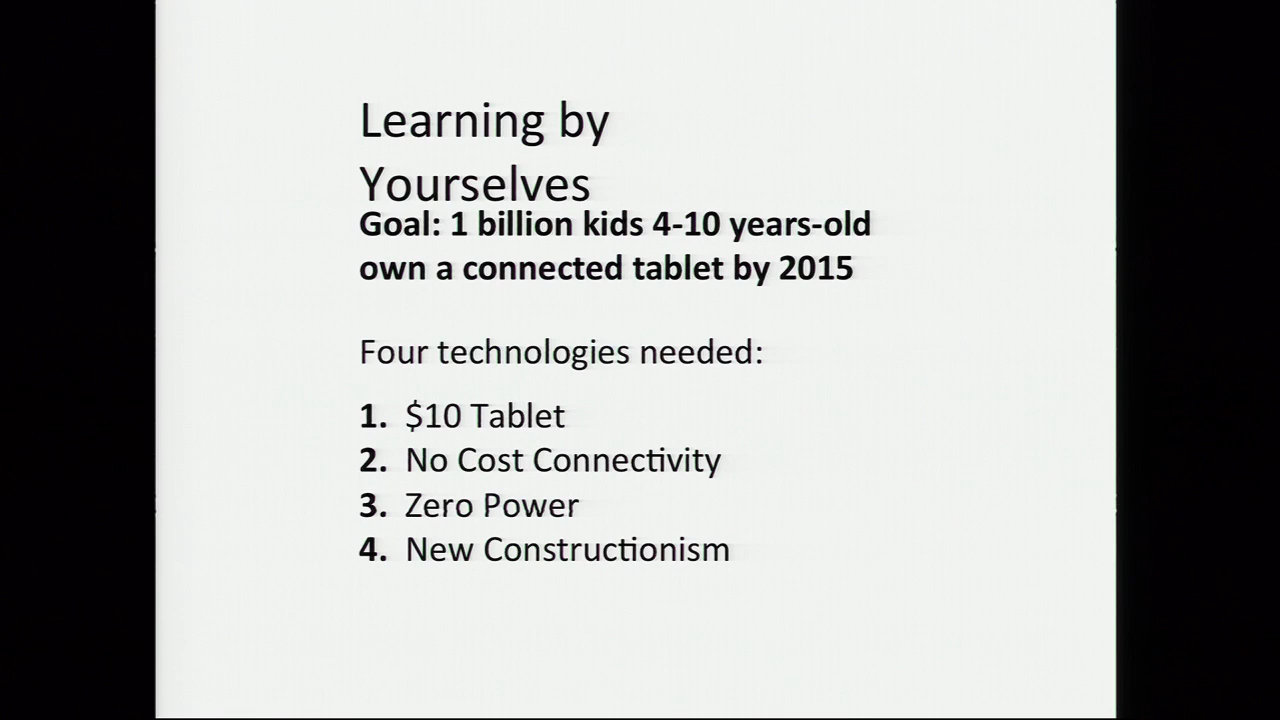 Learning by
Yourselves
Goal: 1 billion kids 4-10 years-old
own a connected tablet by 2015
Four technologies needed:
1. $10 Tablet
2. No Cost Connectivity
3. Zero Power
4. New Constructionism